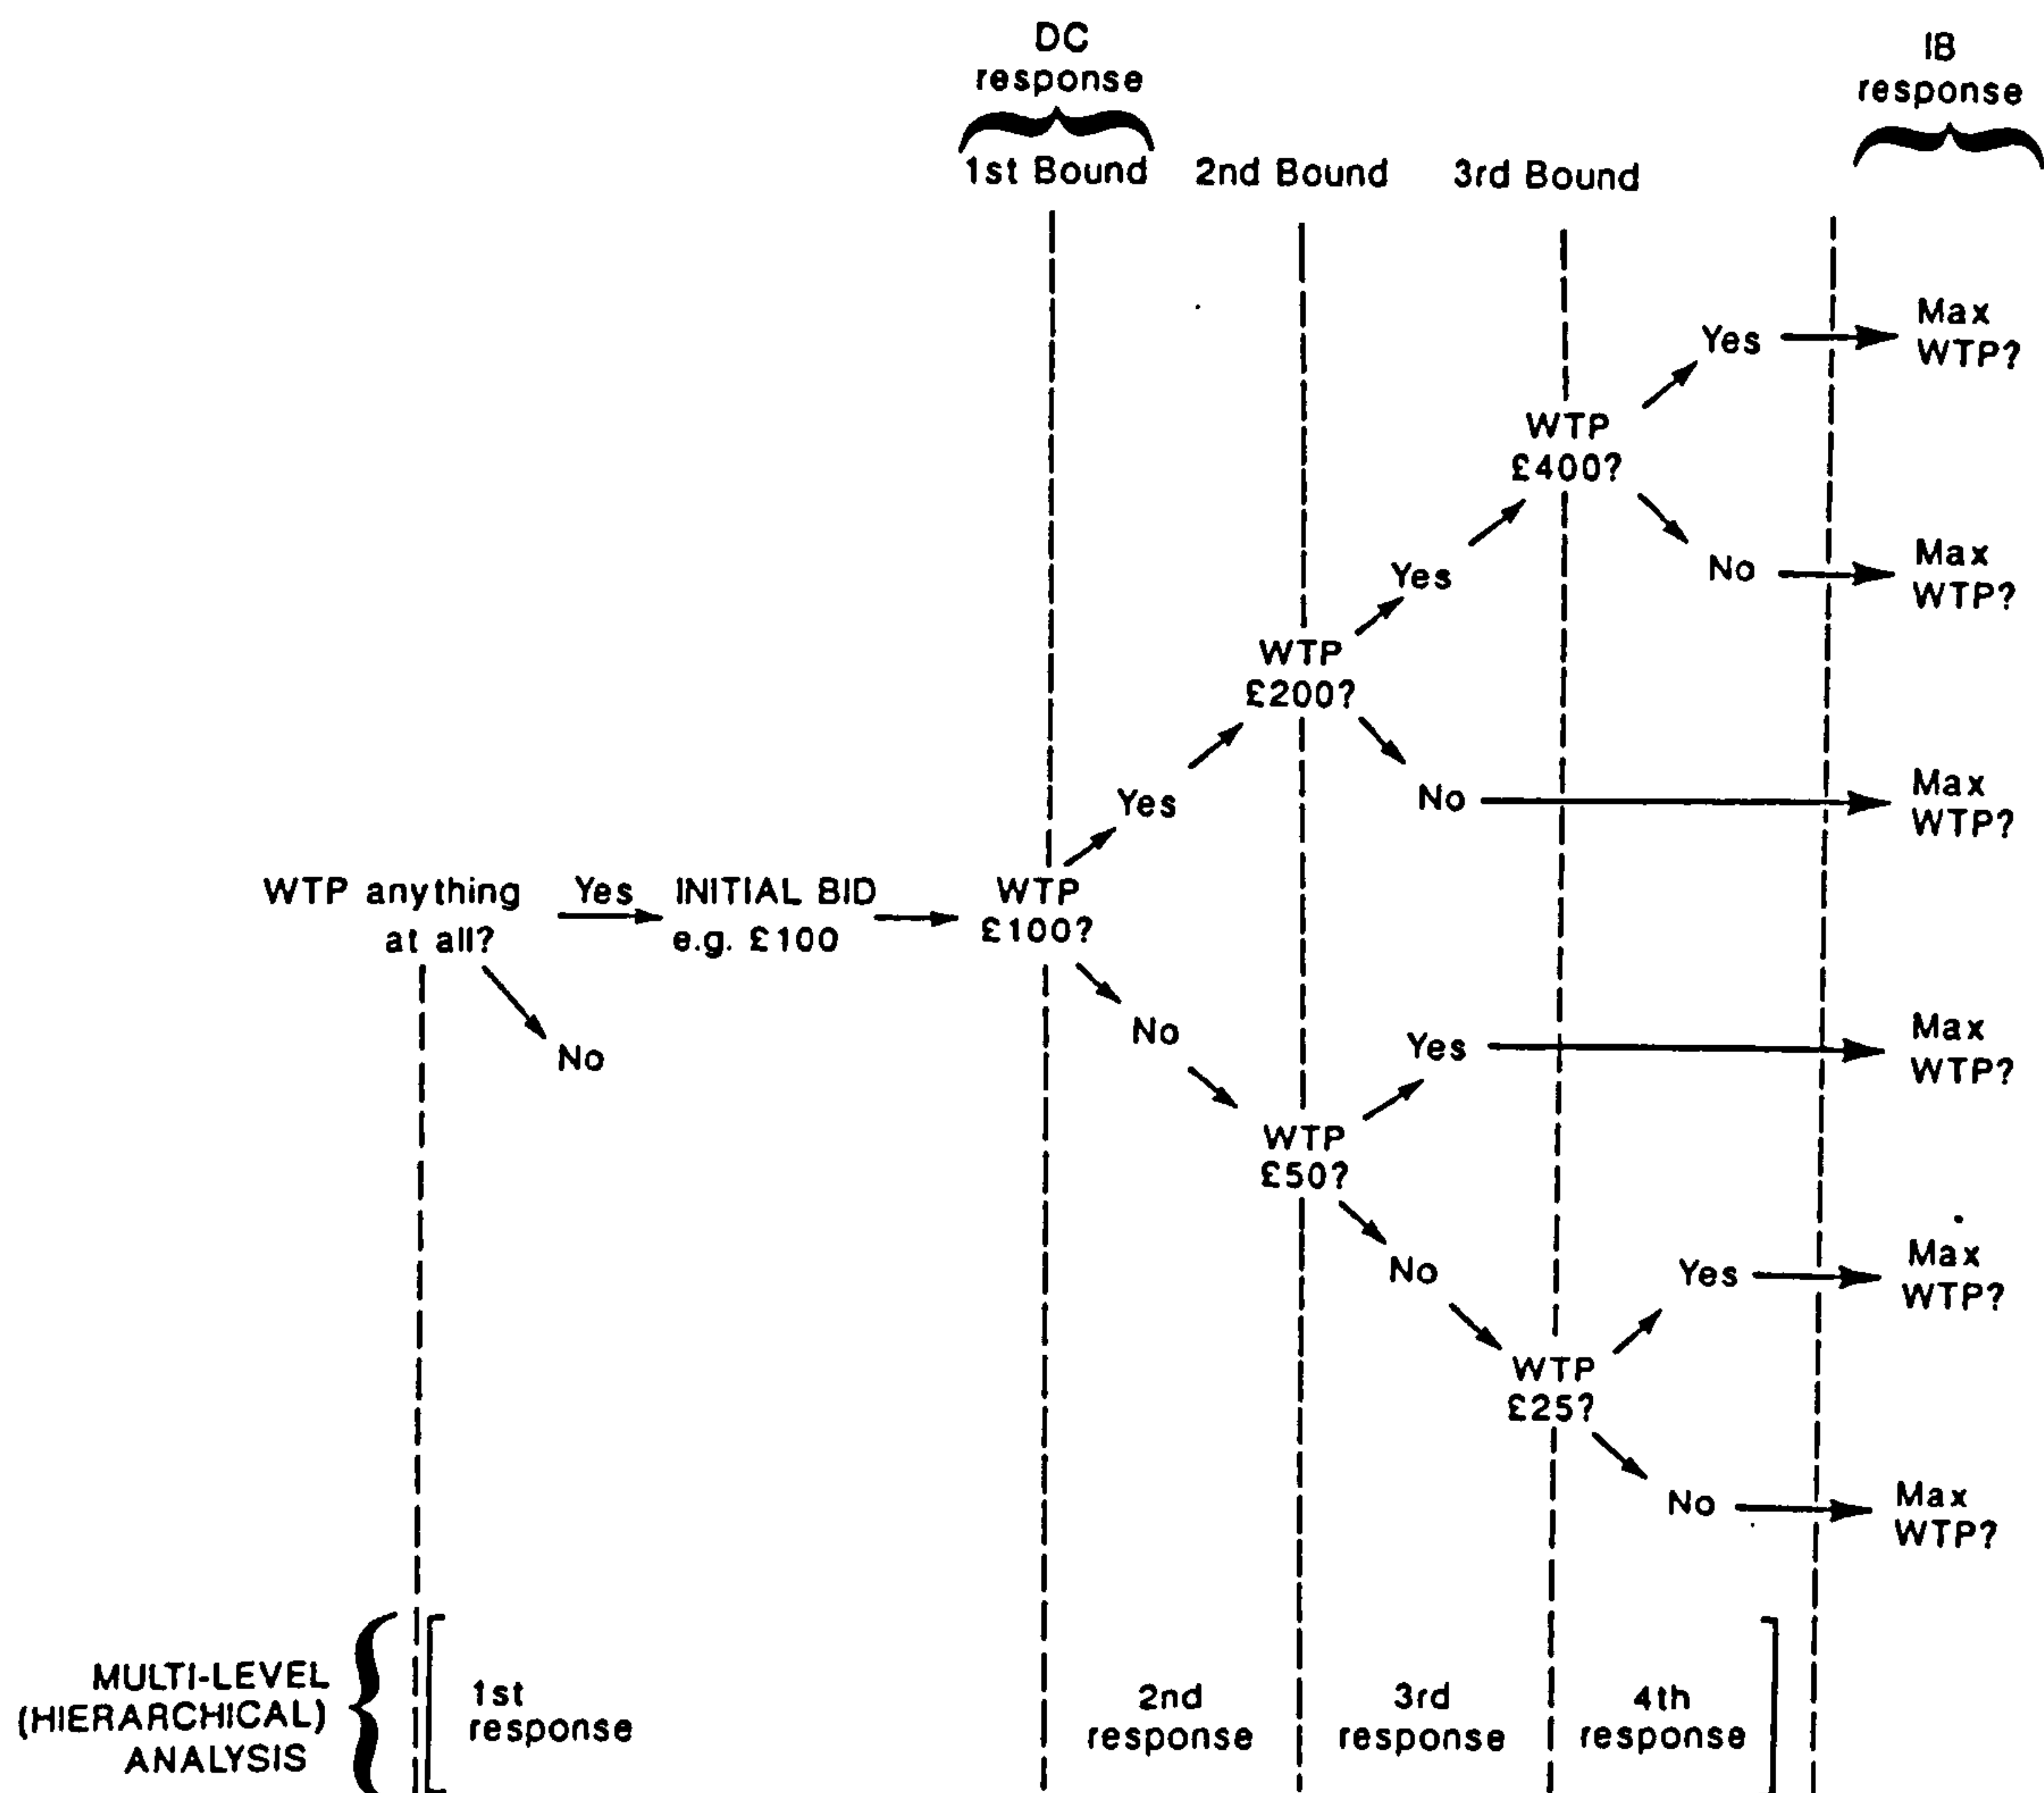 DC
response
IB
response
1st Bound
2nd Bound
3rd Bound
Yes
Max
WTP?
WTP
£400?
No
Max
WTP?
Yes
WTP
£200?
No
Max
WTP?
Yes
WTP anything
at all?
Yes
INITIAL BID
e.g. £100
WTP
£100?
No
No
Yes
Max
WTP?
WTP
£50?
No
Yes
Max
WTP?
WTP
£25?
No
Max
WTP?
MULTI-LEVEL
(HIERARCHICAL)
ANALYSIS
1st
response
2nd
response
3rd
response
4th
response